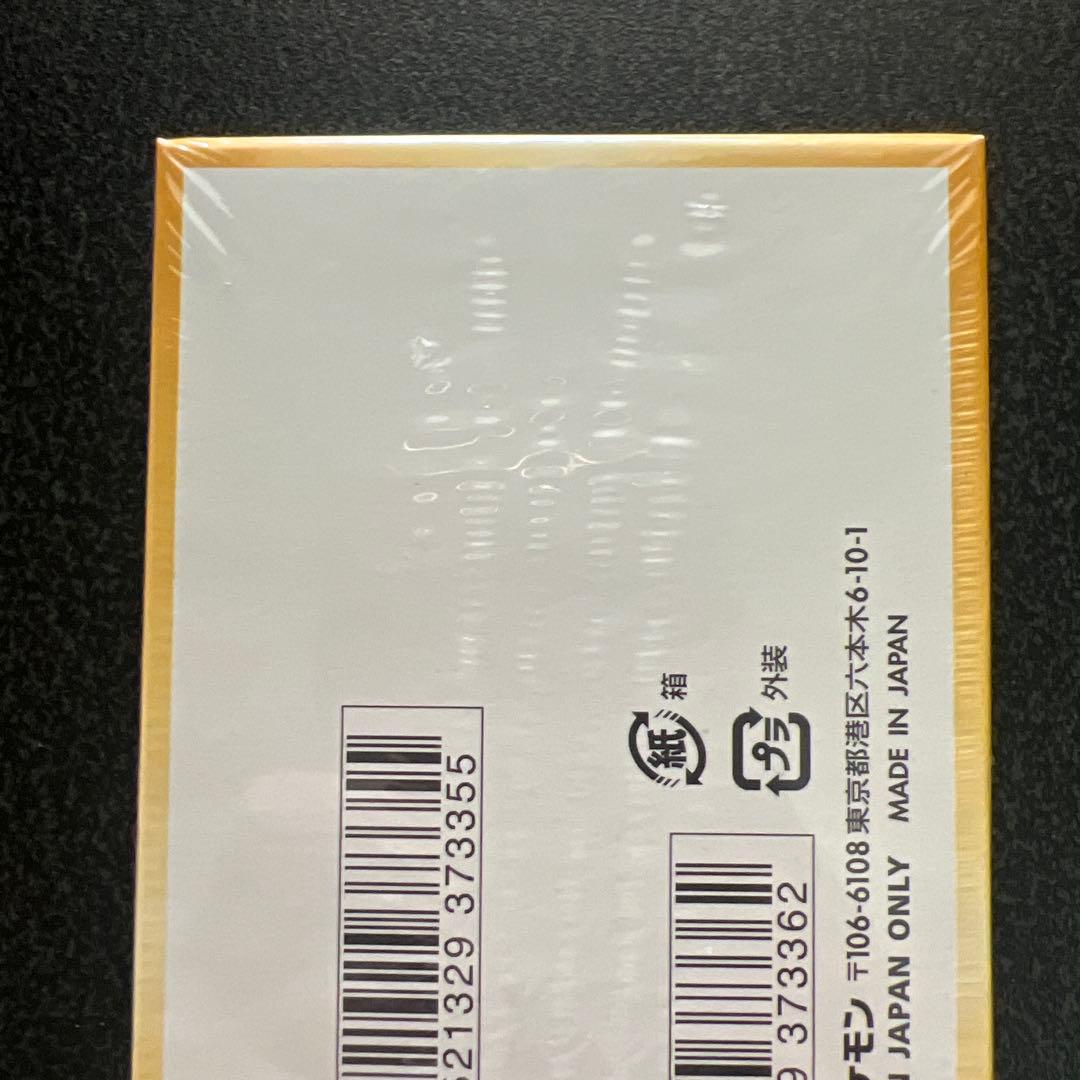 521329 373355
9 373362
紙 箱
プラ 外装
ケモン 〒106-6108 東京都港区六本木6-10-1
N JAPAN ONLY MADE IN JAPAN